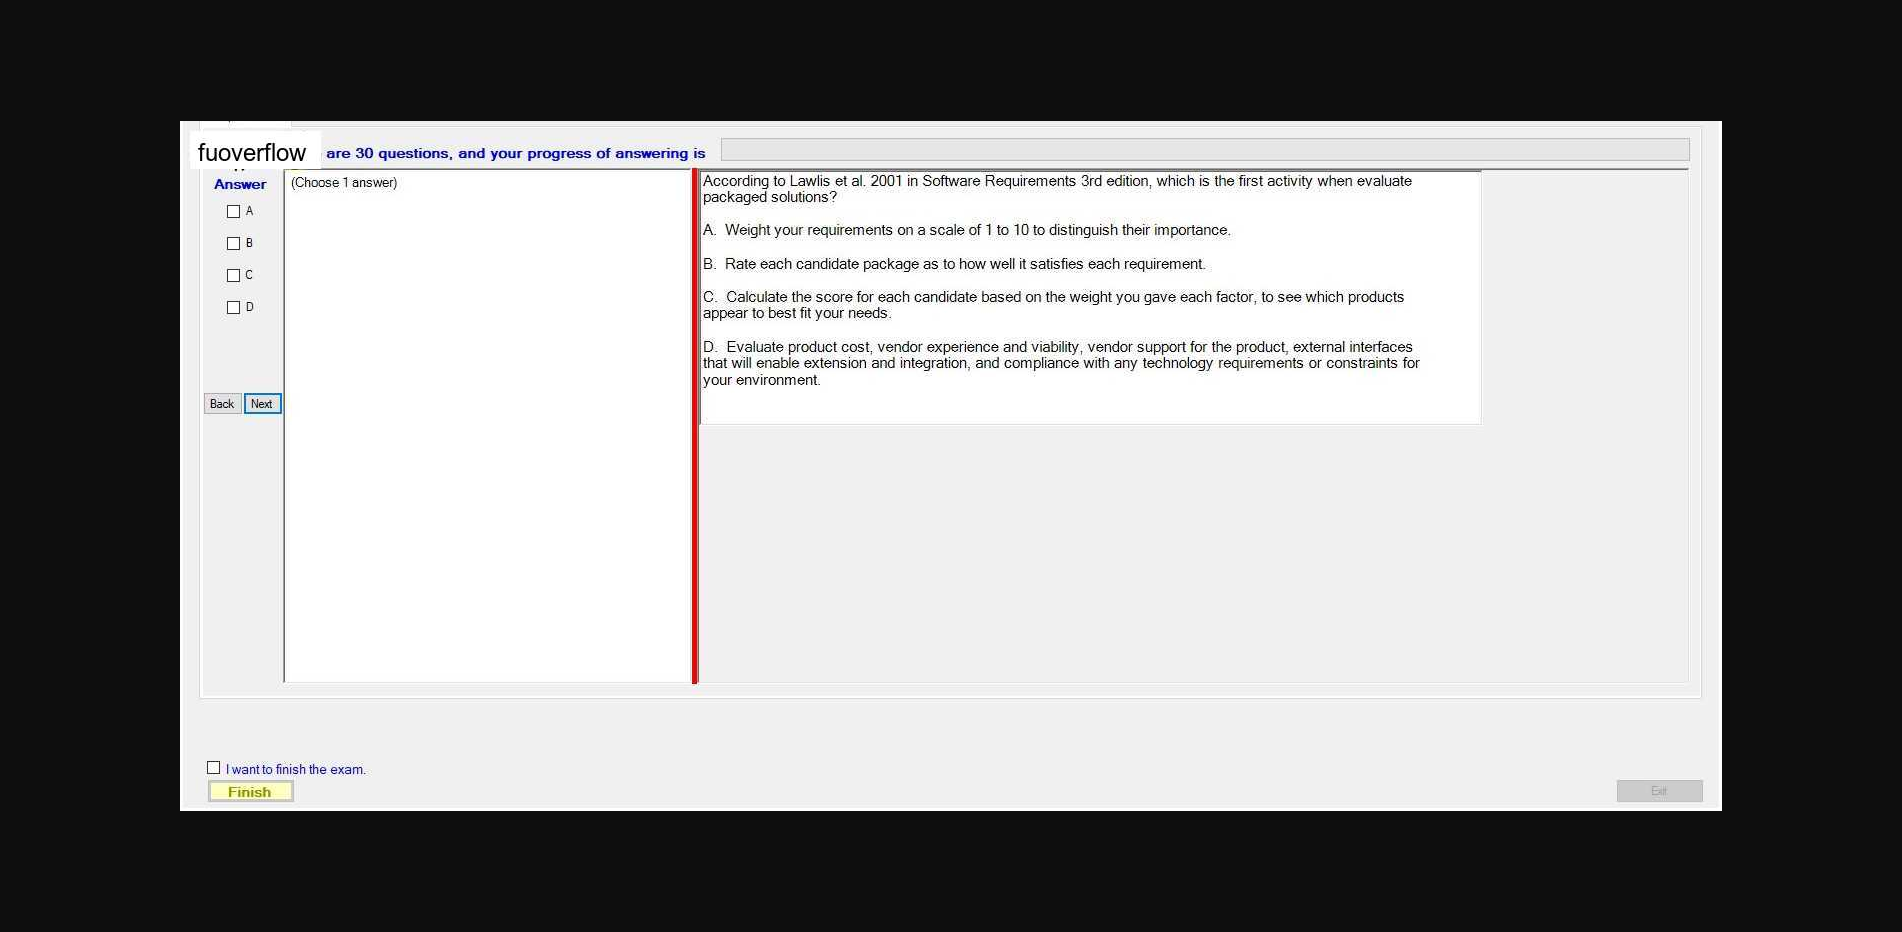 fuoverflow are 30 questions, and your progress of answering is
Answer
(Choose 1 answer)
A
B
C
D
Back Next
According to Lawlis et al. 2001 in Software Requirements 3rd edition, which is the first activity when evaluate
packaged solutions?
A. Weight your requirements on a scale of 1 to 10 to distinguish their importance.
B. Rate each candidate package as to how well it satisfies each requirement.
C. Calculate the score for each candidate based on the weight you gave each factor, to see which products
appear to best fit your needs.
D. Evaluate product cost, vendor experience and viability, vendor support for the product, external interfaces
that will enable extension and integration, and compliance with any technology requirements or constraints for
your environment.
I want to finish the exam.
Finish
Exit